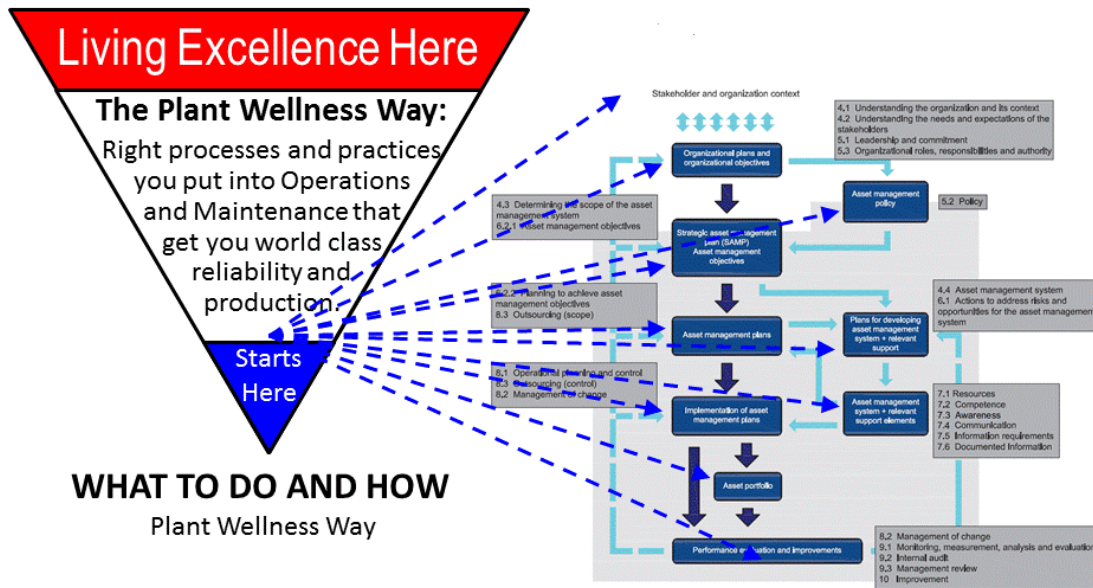 Living Excellence Here
The Plant Wellness Way:
Right processes and practices
you put into Operations
and Maintenance that
get you world class
reliability and
production.
Starts
Here
WHAT TO DO AND HOW
Plant Wellness Way
Stakeholder and organization context
Organizational plans and
organizational objectives
4.1 Understanding the organization and its context
4.2 Understanding the needs and expectations of the
stakeholders
5.1 Leadership and commitment
5.3 Organizational roles, responsibilities and authority
Asset management
policy
5.2 Policy
4.3 Determining the scope of the asset
management system
6.2.1 Asset management objectives
Strategic asset management
plan (SAMP)
Asset management
objectives
6.2.2 Planning to achieve asset
management objectives
8.3 Outsourcing (scope)
4.4 Asset management system
6.1 Actions to address risks and
opportunities for the asset management
system
Asset management plans
Plans for developing
asset management
system + relevant
support
8.1 Operational planning and control
8.3 Outsourcing (control)
8.2 Management of change
Implementation of asset
management plans
Asset management
system + relevant
support elements
7.1 Resources
7.2 Competence
7.3 Awareness
7.4 Communication
7.5 Information requirements
7.6 Documented Information
Asset portfolio
Performance evaluation and improvements
8.2 Management of change
9.1 Monitoring, measurement, analysis and evaluation
9.2 Internal audit
9.3 Management review
10 Improvement